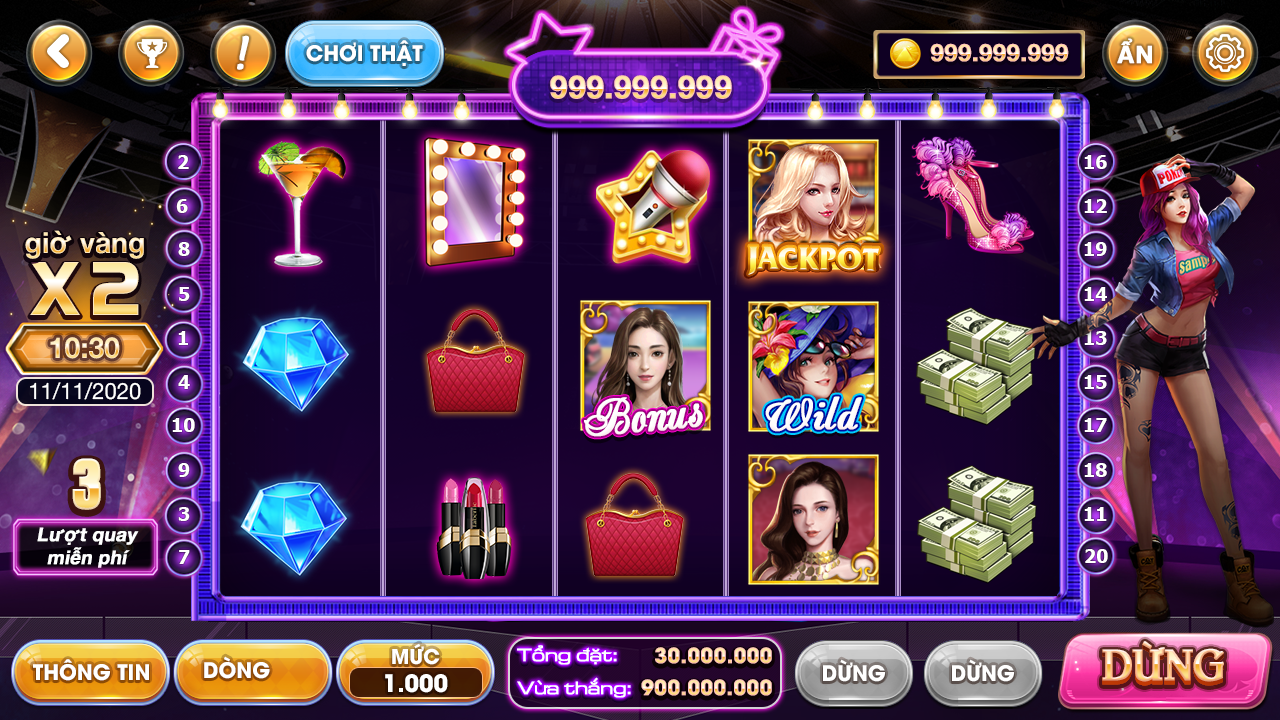 CHƠI THẬT
999.999.999
999.999.999
ẨN
giờ vàng
X2
10:30
11/11/2020
3
Lượt quay
miễn phí
2
6
8
5
1
4
10
9
3
7
JACKPOT
Bonus
Wild
16
12
19
14
13
15
17
18
11
20
sample
THÔNG TIN
DÒNG
MỨC
1.000
Tổng đặt: 30.000.000
Vừa thắng: 900.000.000
DỪNG
DỪNG
DỪNG